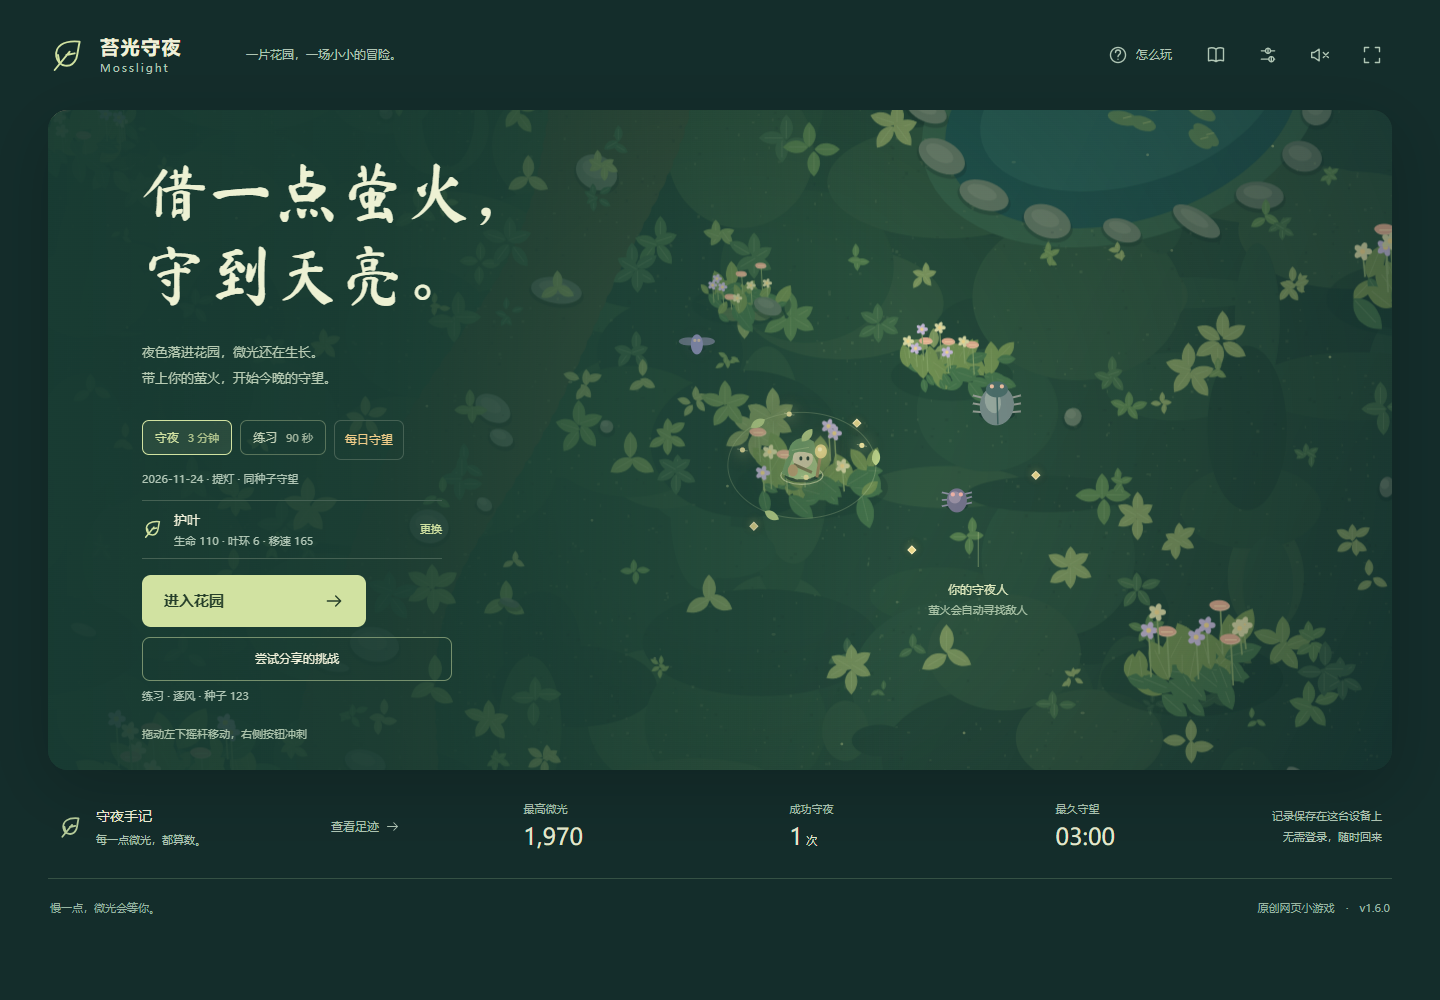 苔光守夜
Mosslight
一片花园，一场小小的冒险。
怎么玩
借一点萤火，
守到天亮。
夜色落进花园，微光还在生长。
带上你的萤火，开始今晚的守望。
守夜 3 分钟
练习 90 秒
每日守望
2026-11-24 · 提灯 · 同种子守望
护叶
生命 110 · 叶环 6 · 移速 165
更换
进入花园
尝试分享的挑战
练习 · 逐风 · 种子 123
拖动左下摇杆移动，右侧按钮冲刺
你的守夜人
萤火会自动寻找敌人
守夜手记
每一点微光，都算数。
查看足迹
最高微光
1,970
成功守夜
1 次
最久守望
03:00
记录保存在这台设备上
无需登录，随时回来
慢一点，微光会等你。
原创网页小游戏 · v1.6.0